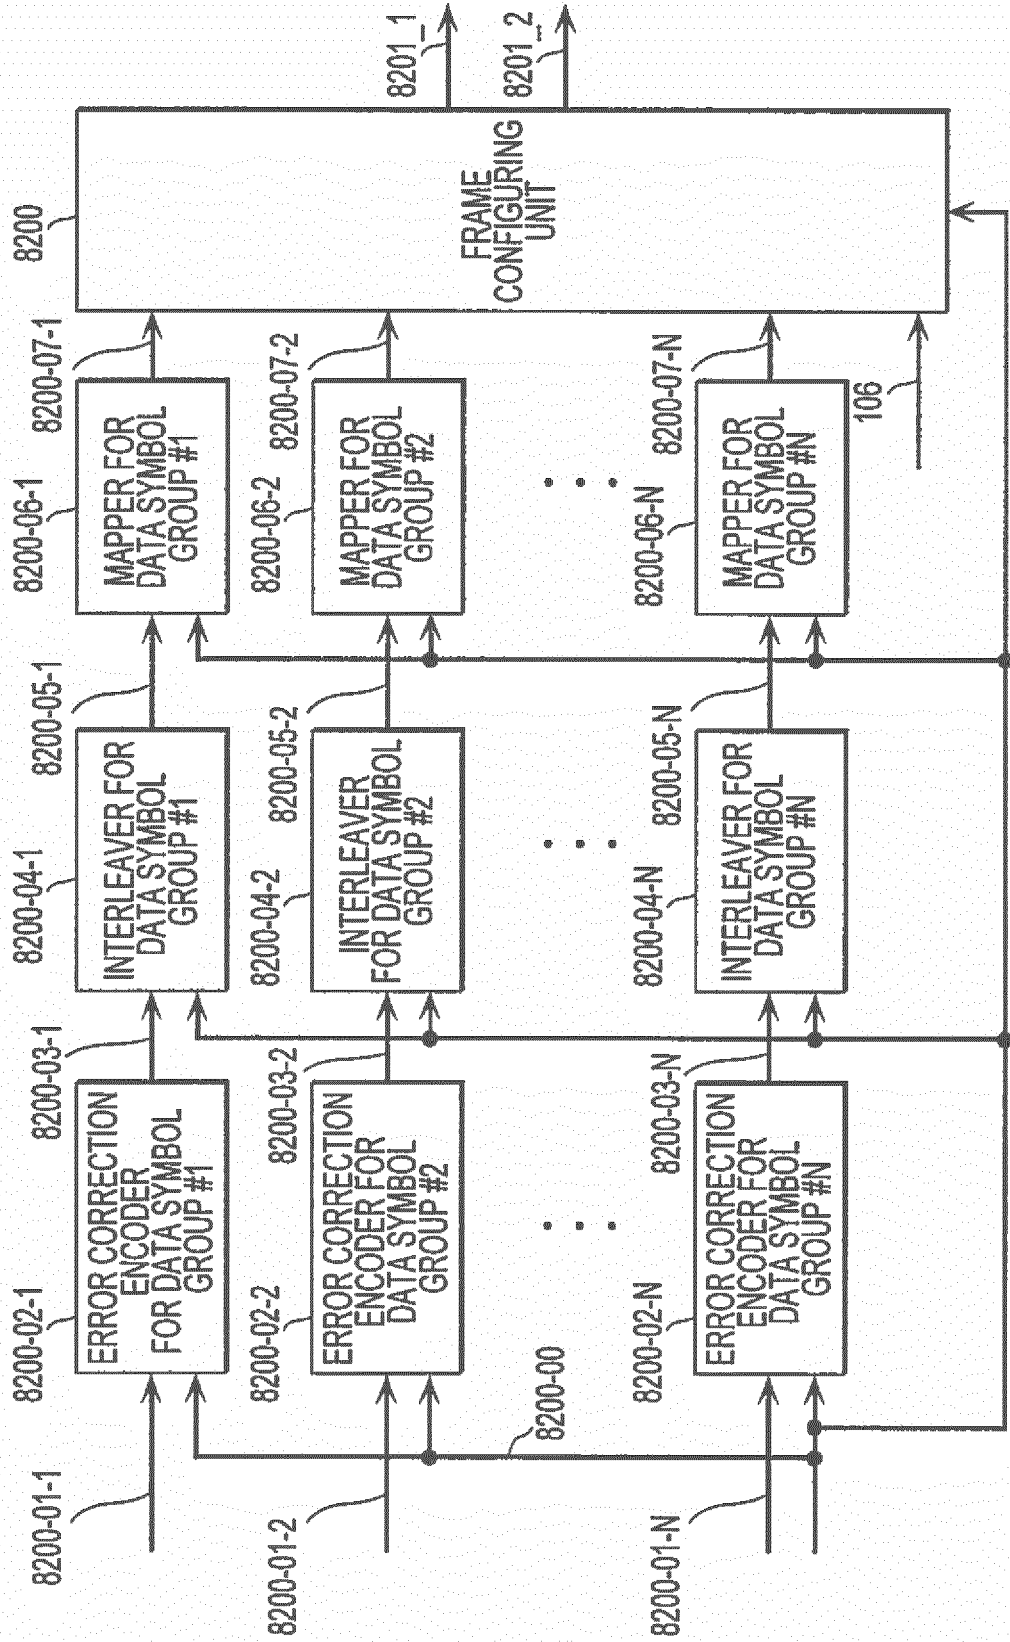 8200-01-1
8200-02-1
ERROR CORRECTION
ENCODER
FOR DATA SYMBOL
GROUP #1
8200-03-1
8200-04-1
INTERLEAVER FOR
DATA SYMBOL
GROUP #1
8200-05-1
8200-06-1
MAPPER FOR
DATA SYMBOL
GROUP #1
8200-07-1
8200
FRAME
CONFIGURING
UNIT
8201_1
8201_2
8200-01-2
8200-02-2
ERROR CORRECTION
ENCODER FOR
DATA SYMBOL
GROUP #2
8200-03-2
8200-04-2
INTERLEAVER
FOR DATA SYMBOL
GROUP #2
8200-05-2
8200-06-2
MAPPER FOR
DATA SYMBOL
GROUP #2
8200-07-2
8200-00
8200-01-N
8200-02-N
ERROR CORRECTION
ENCODER FOR
DATA SYMBOL
GROUP #N
8200-03-N
8200-04-N
INTERLEAVER FOR
DATA SYMBOL
GROUP #N
8200-05-N
8200-06-N
MAPPER FOR
DATA SYMBOL
GROUP #N
8200-07-N
106